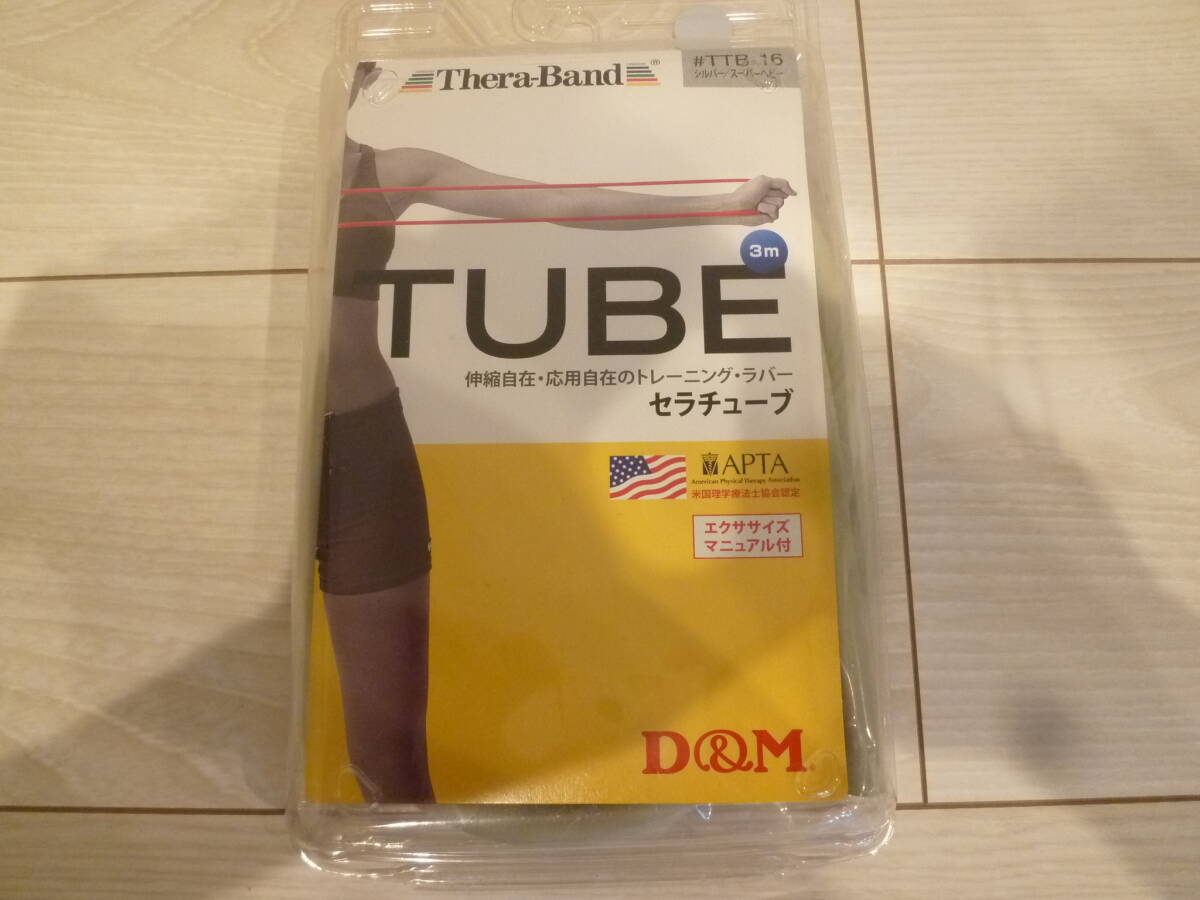 Thera-Band®
#TTB-16
シルバー/スーパーヘビー
3m
TUBE
伸縮自在・応用自在のトレーニング・ラバー
セラチューブ
APTA
American Physical Therapy Association
米国理学療法士協会認定
エクササイズ
マニュアル付
D&M®